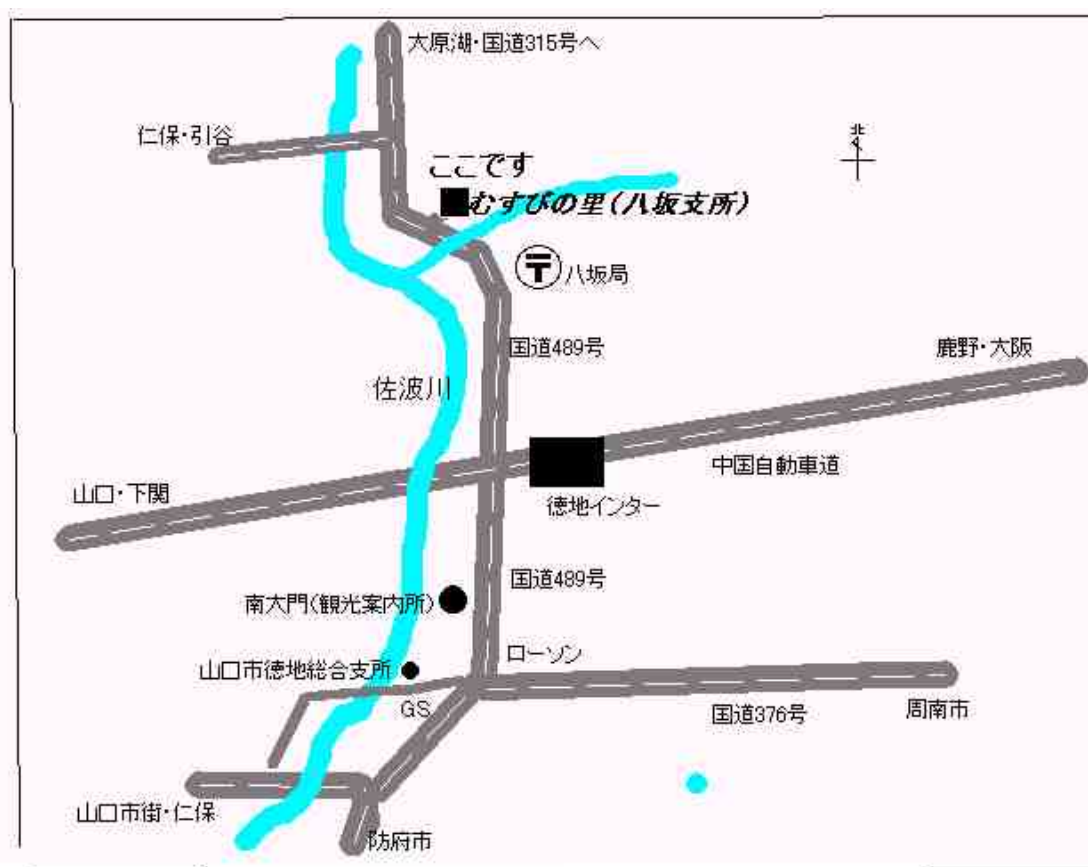 大原湖・国道315号へ
仁保・引谷
北
ここです
むすびの里(八坂支所)
〒
八坂局
国道489号
鹿野・大阪
佐波川
中国自動車道
山口・下関
徳地インター
国道489号
南大門(観光案内所)
ローソン
山口市徳地総合支所
GS
国道376号
周南市
山口市街・仁保
防府市